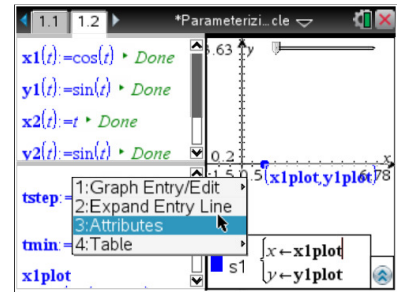 1.1 1.2 *Parameterizi…cle
x1(t):=cos(t) ▸ Done
y1(t):=sin(t) ▸ Done
x2(t):=t ▸ Done
y2(t):=sin(t) ▸ Done
tstep:=
tmin:=
x1plot
1:Graph Entry/Edit
2:Expand Entry Line
3:Attributes
4:Table
.63 y
0.2
x
0.5
(x1plot,y1plot)
6.78
s1
x←x1plot
y←y1plot